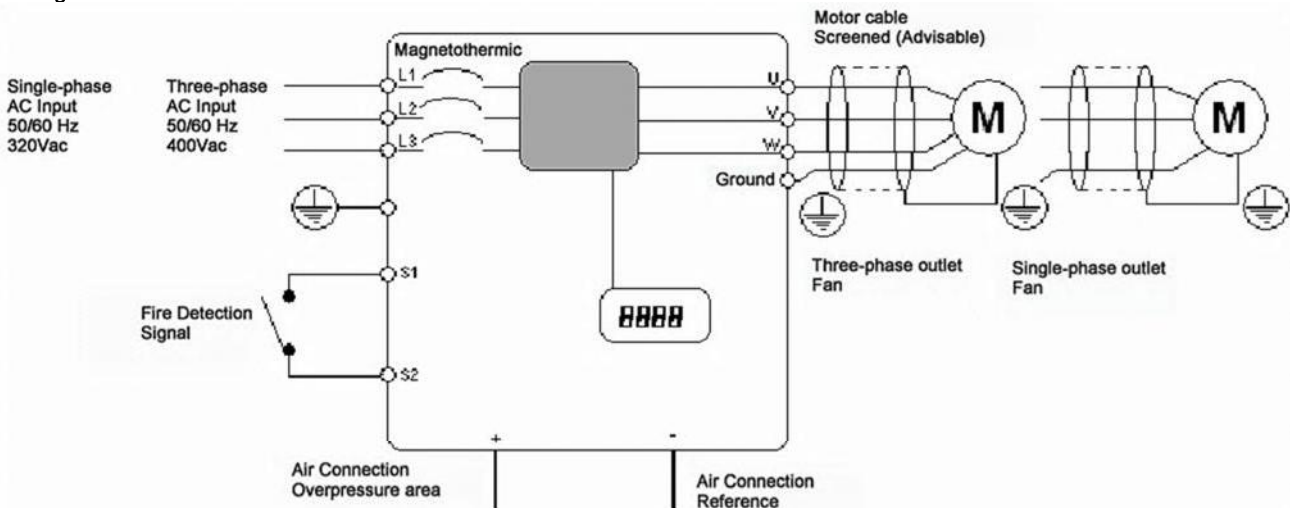 Motor cable
Screened (Advisable)
Magnetothermic
Single-phase
AC Input
50/60 Hz
320Vac
Three-phase
AC Input
50/60 Hz
400Vac
L1
L2
L3
U
V
W
Ground
M
M
Three-phase outlet
Fan
Single-phase outlet
Fan
S1
Fire Detection
Signal
S2
8888
+
-
Air Connection
Overpressure area
Air Connection
Reference